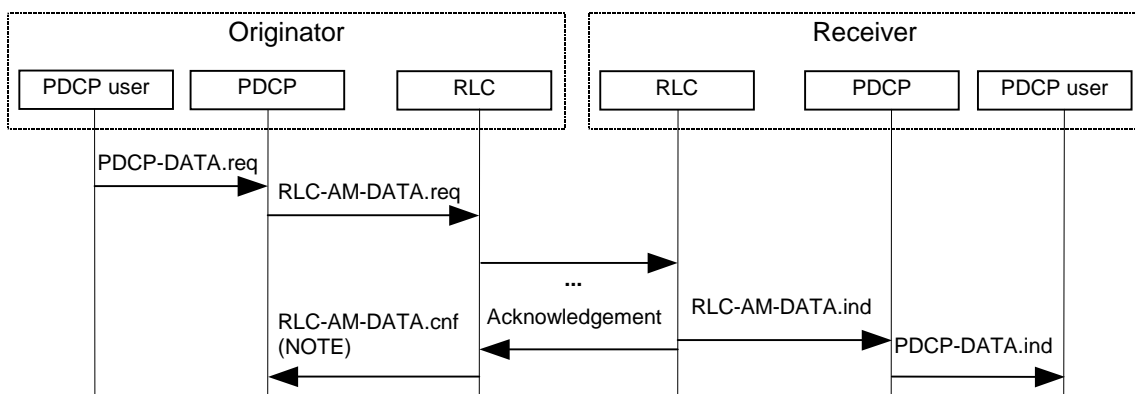 Originator
Receiver
PDCP user
PDCP
RLC
RLC
PDCP
PDCP user
PDCP-DATA.req
RLC-AM-DATA.req
...
RLC-AM-DATA.cnf
(NOTE)
Acknowledgement
RLC-AM-DATA.ind
PDCP-DATA.ind